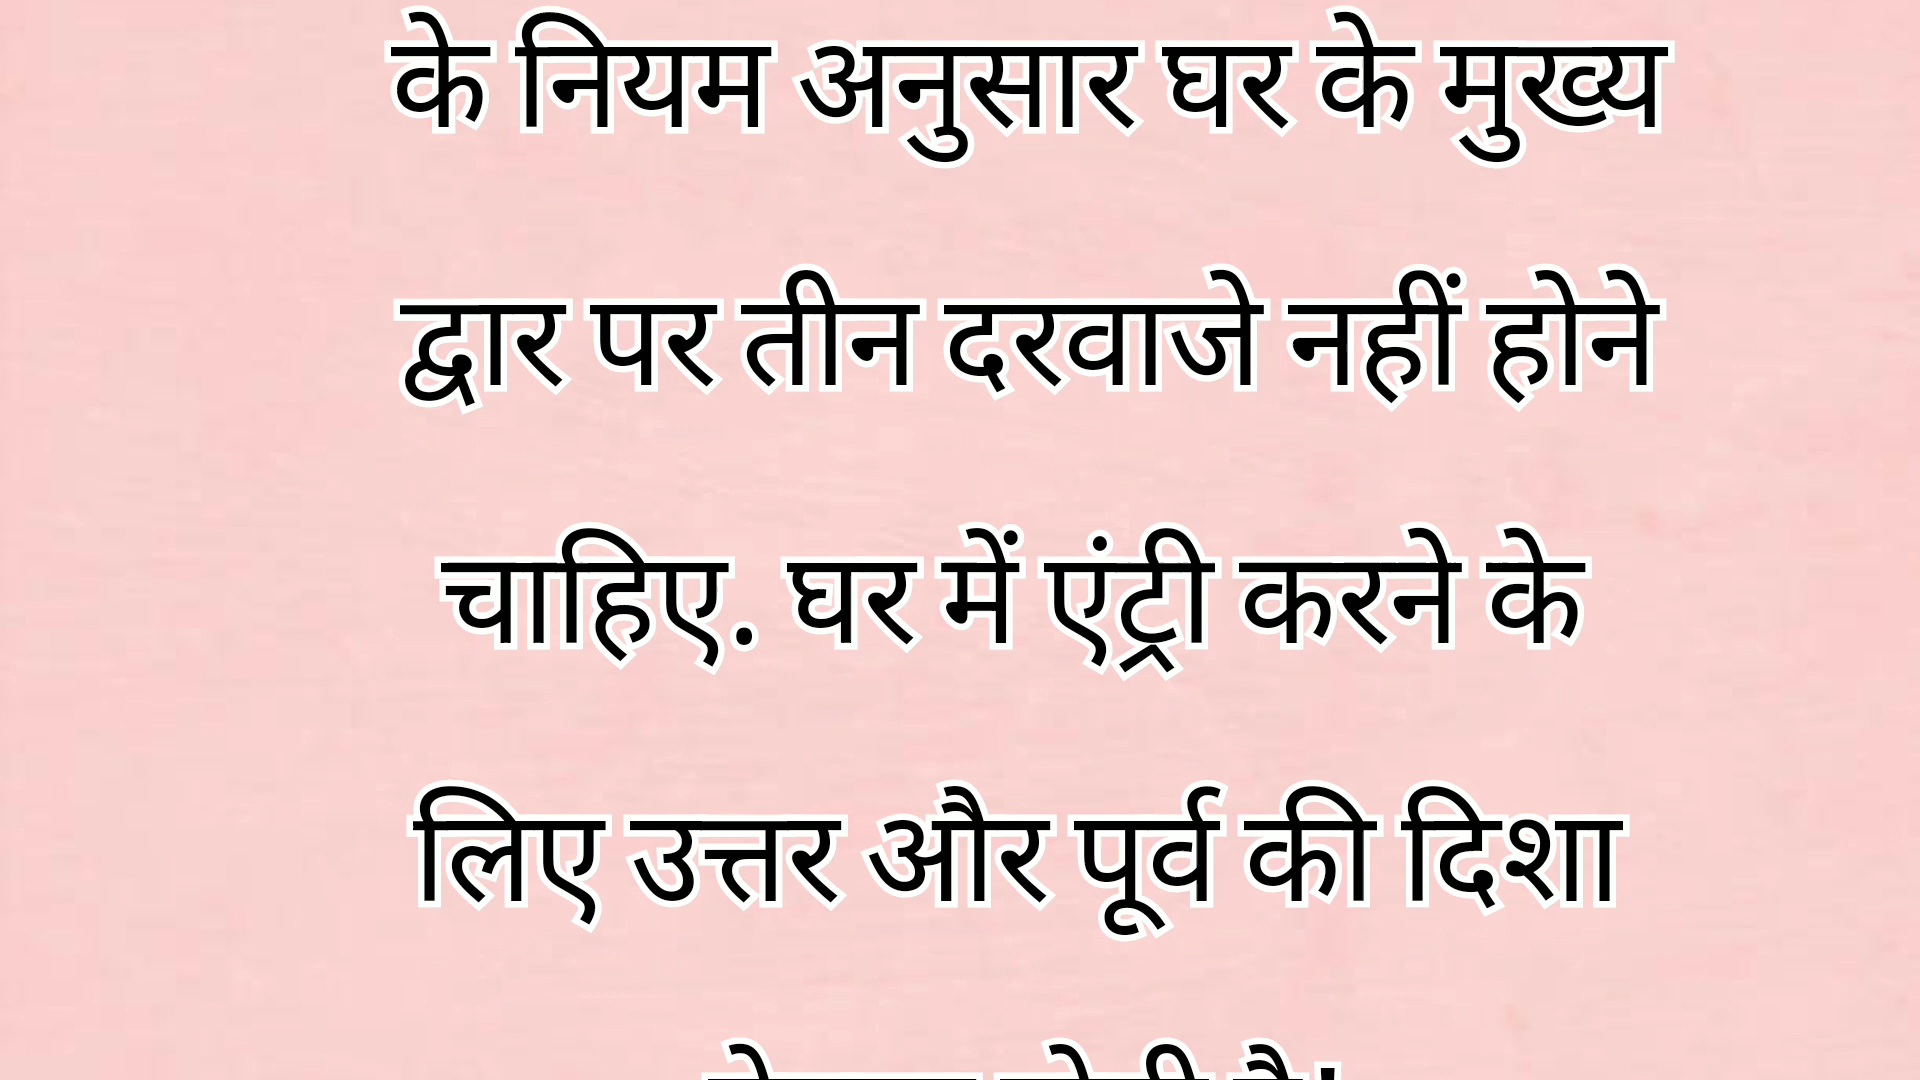 के नियम अनुसार घर के मुख्य
द्वार पर तीन दरवाजे नहीं होने
चाहिए. घर में एंट्री करने के
लिए उत्तर और पूर्व की दिशा